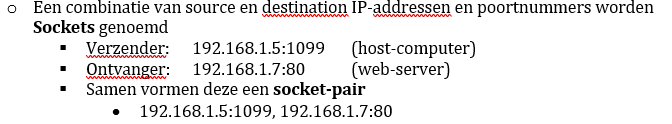 o Een combinatie van source en destination IP-addressen en poortnummers worden
Sockets genoemd
▪ Verzender: 192.168.1.5:1099 (host-computer)
▪ Ontvanger: 192.168.1.7:80 (web-server)
▪ Samen vormen deze een socket-pair
• 192.168.1.5:1099, 192.168.1.7:80